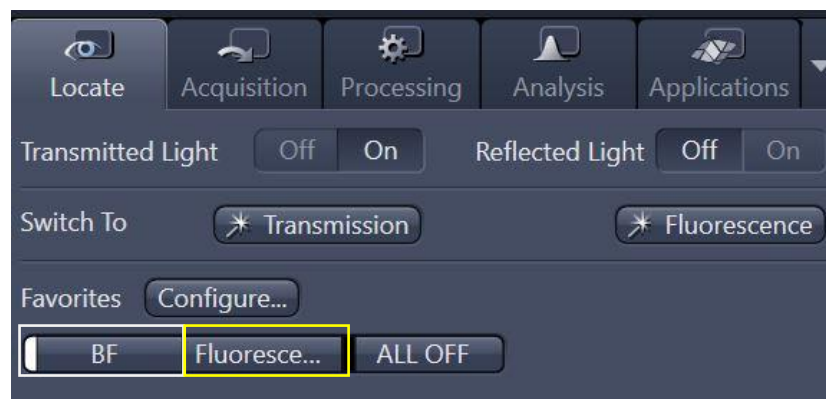 Locate Acquisition Processing Analysis Applications
Transmitted Light Off On Reflected Light Off On
Switch To Transmission Fluorescence
Favorites Configure...
BF Fluoresce... ALL OFF